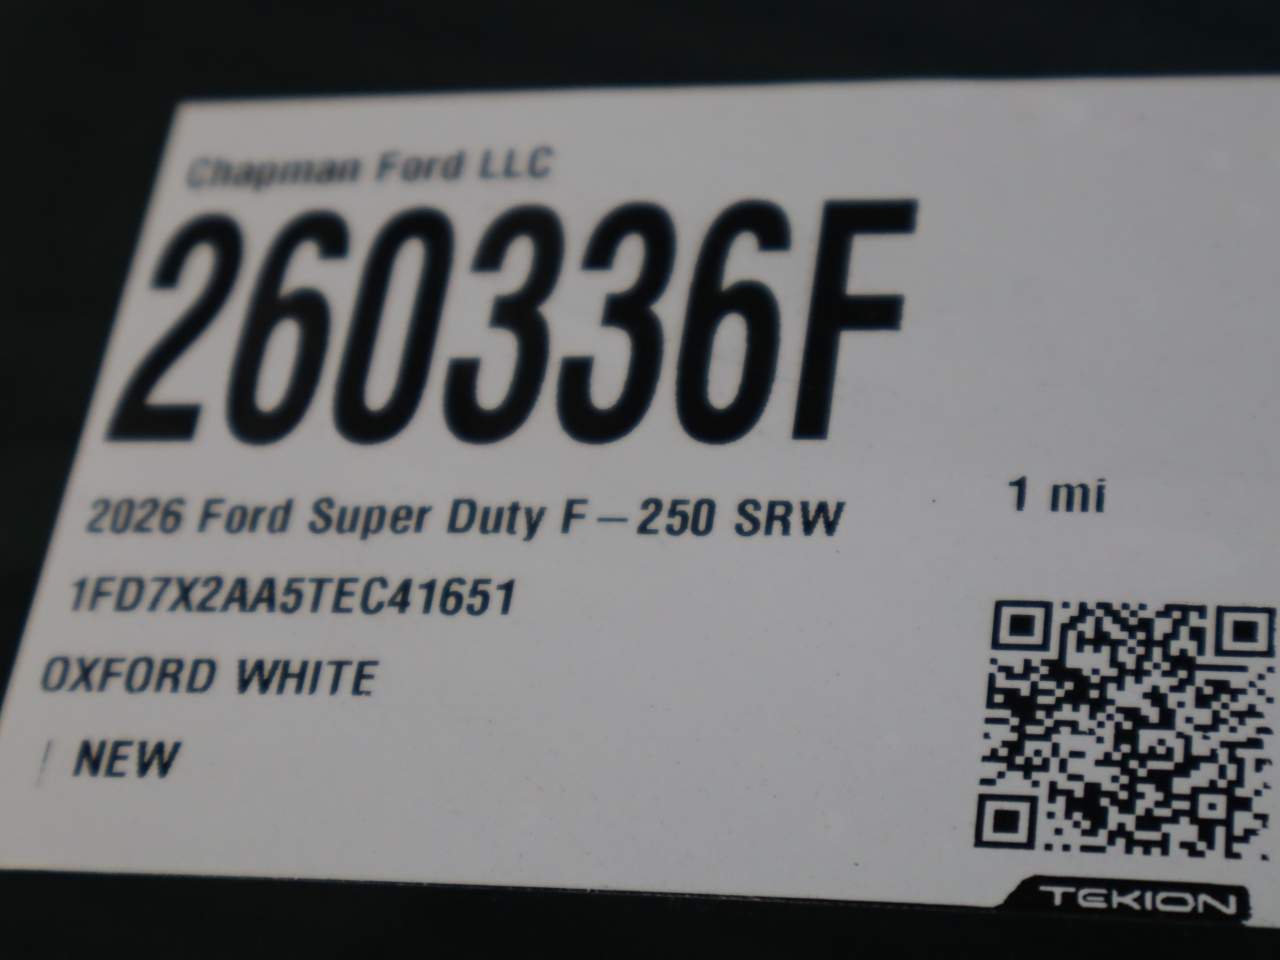 Chapman Ford LLC
260336F
2026 Ford Super Duty F-250 SRW
1 mi
1FD7X2AA5TEC41651
OXFORD WHITE
| NEW
TEKION